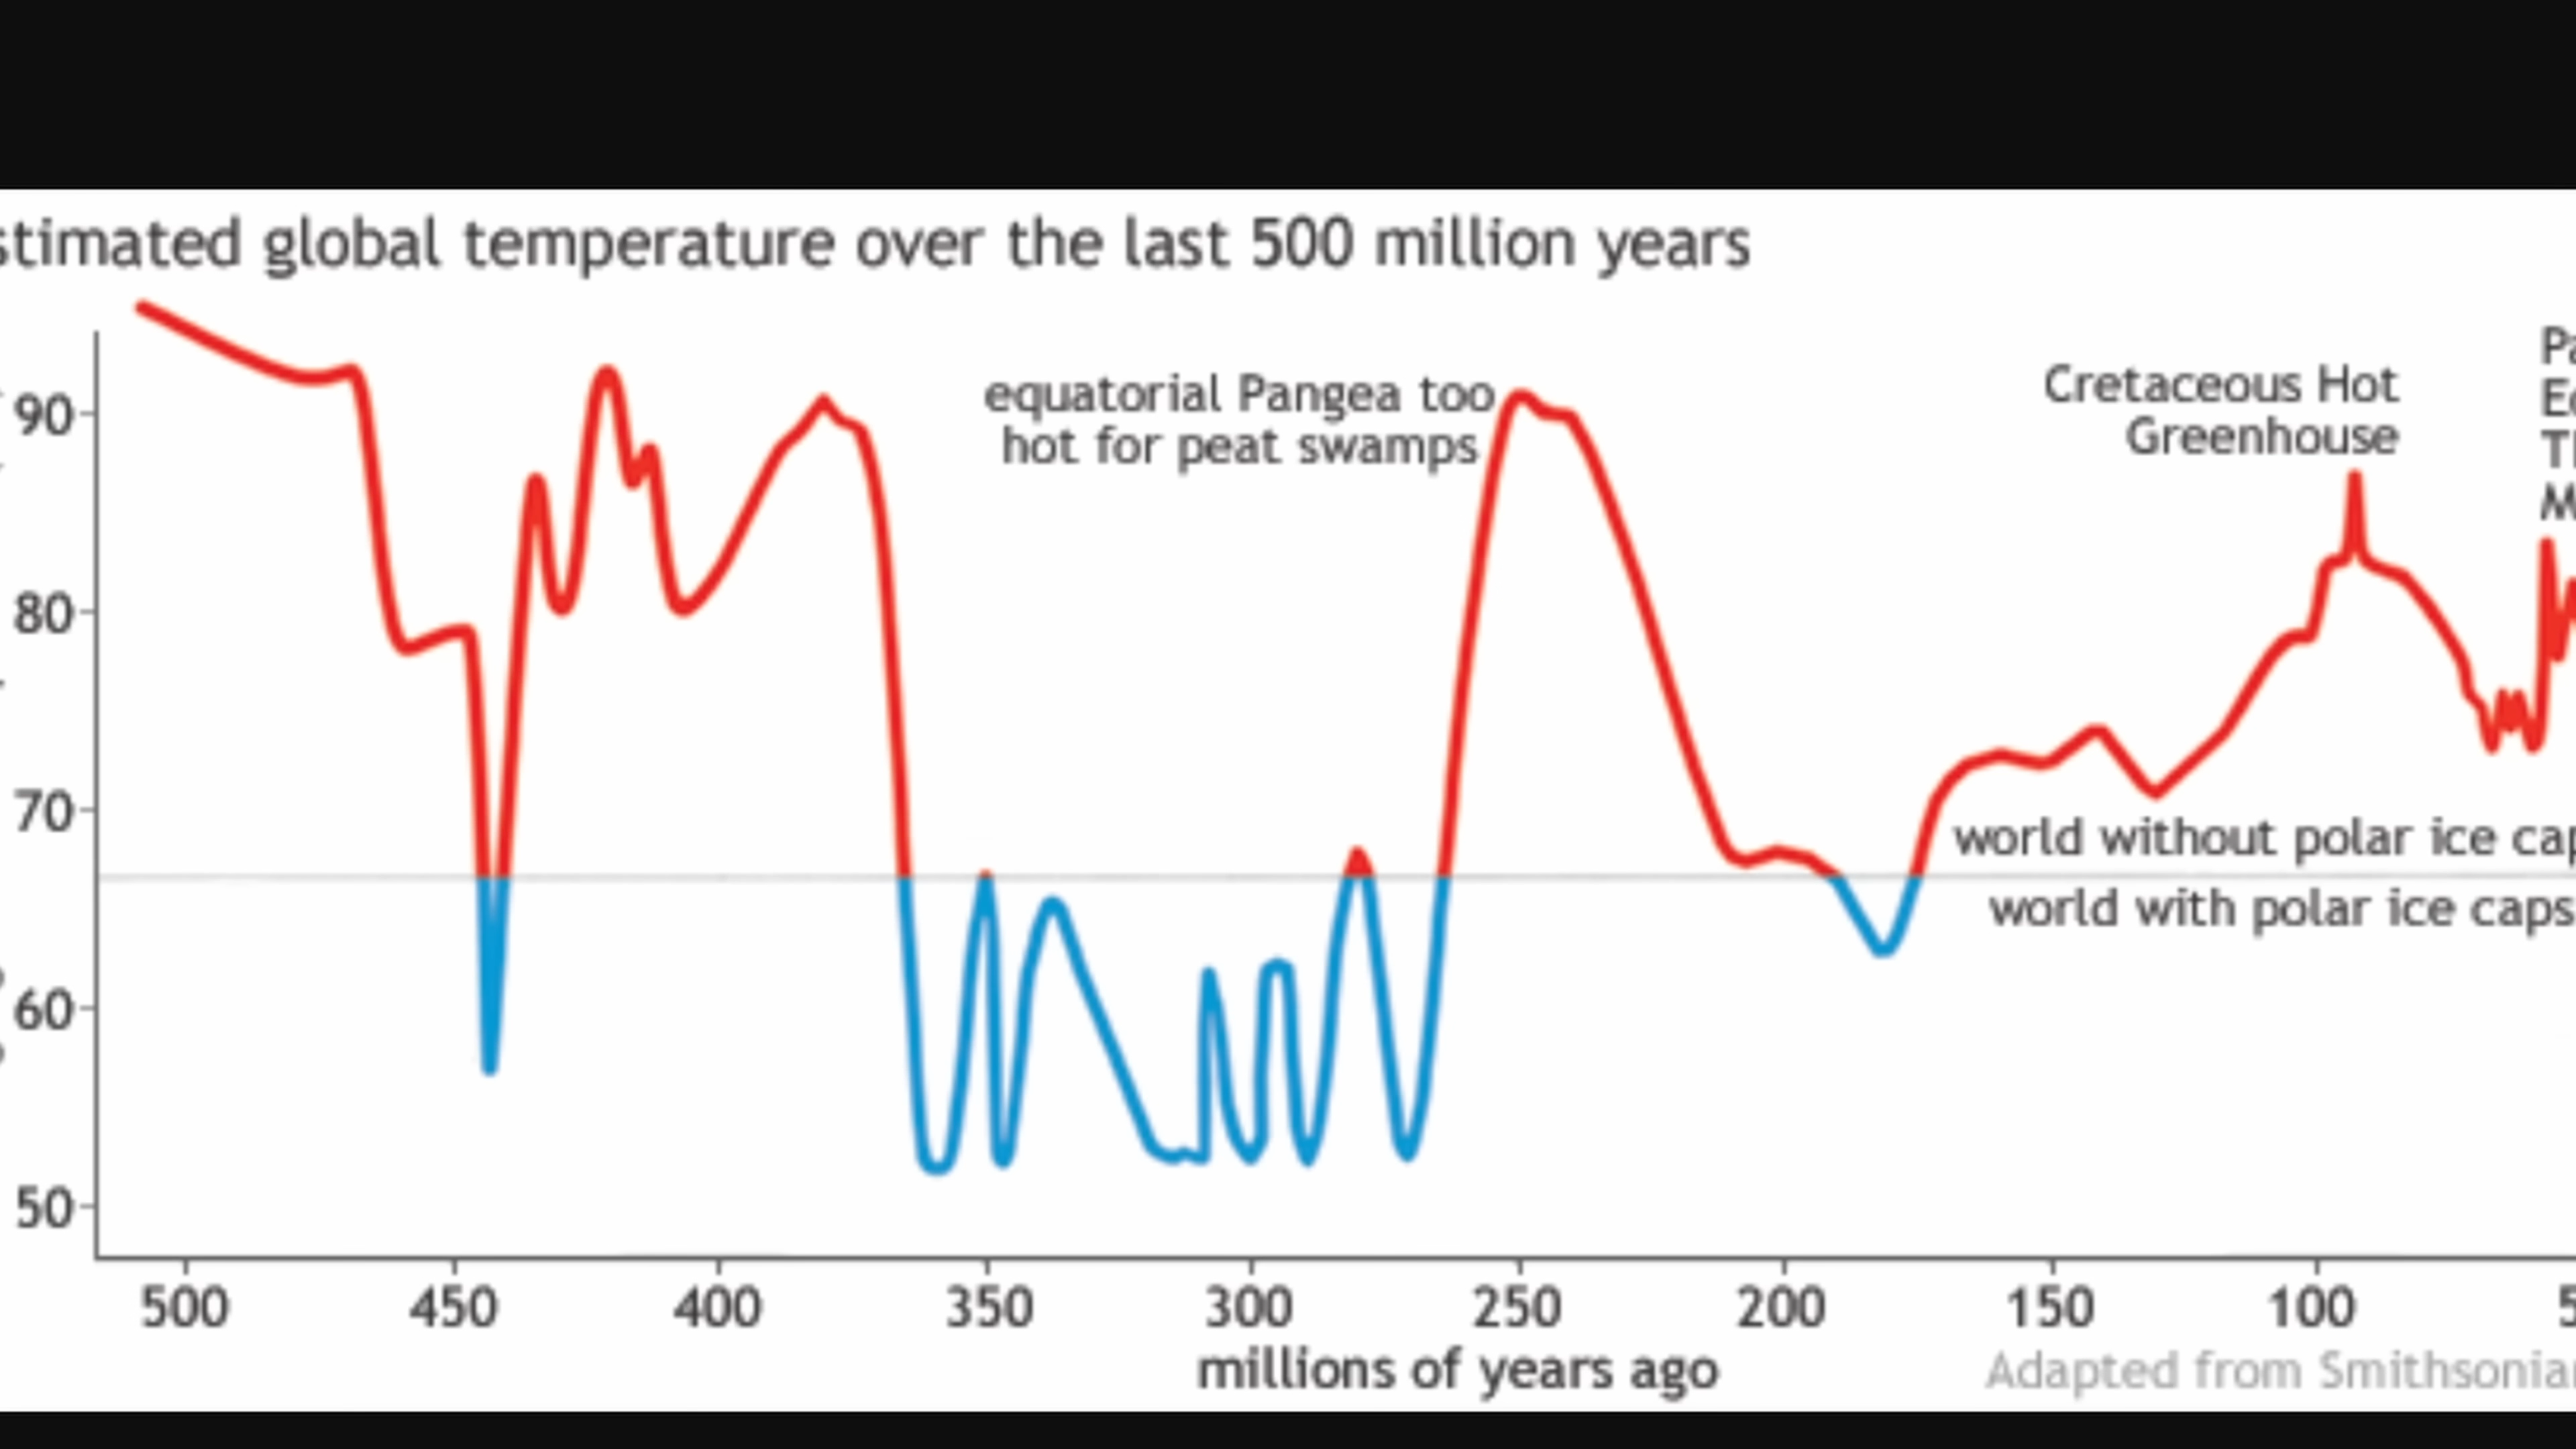 stimated global temperature over the last 500 million years
equatorial Pangea too
hot for peat swamps
Cretaceous Hot
Greenhouse
90
80
70
60
50
world without polar ice cap
world with polar ice caps
500 450 400 350 300 250 200 150 100 5
millions of years ago
Adapted from Smithsonian